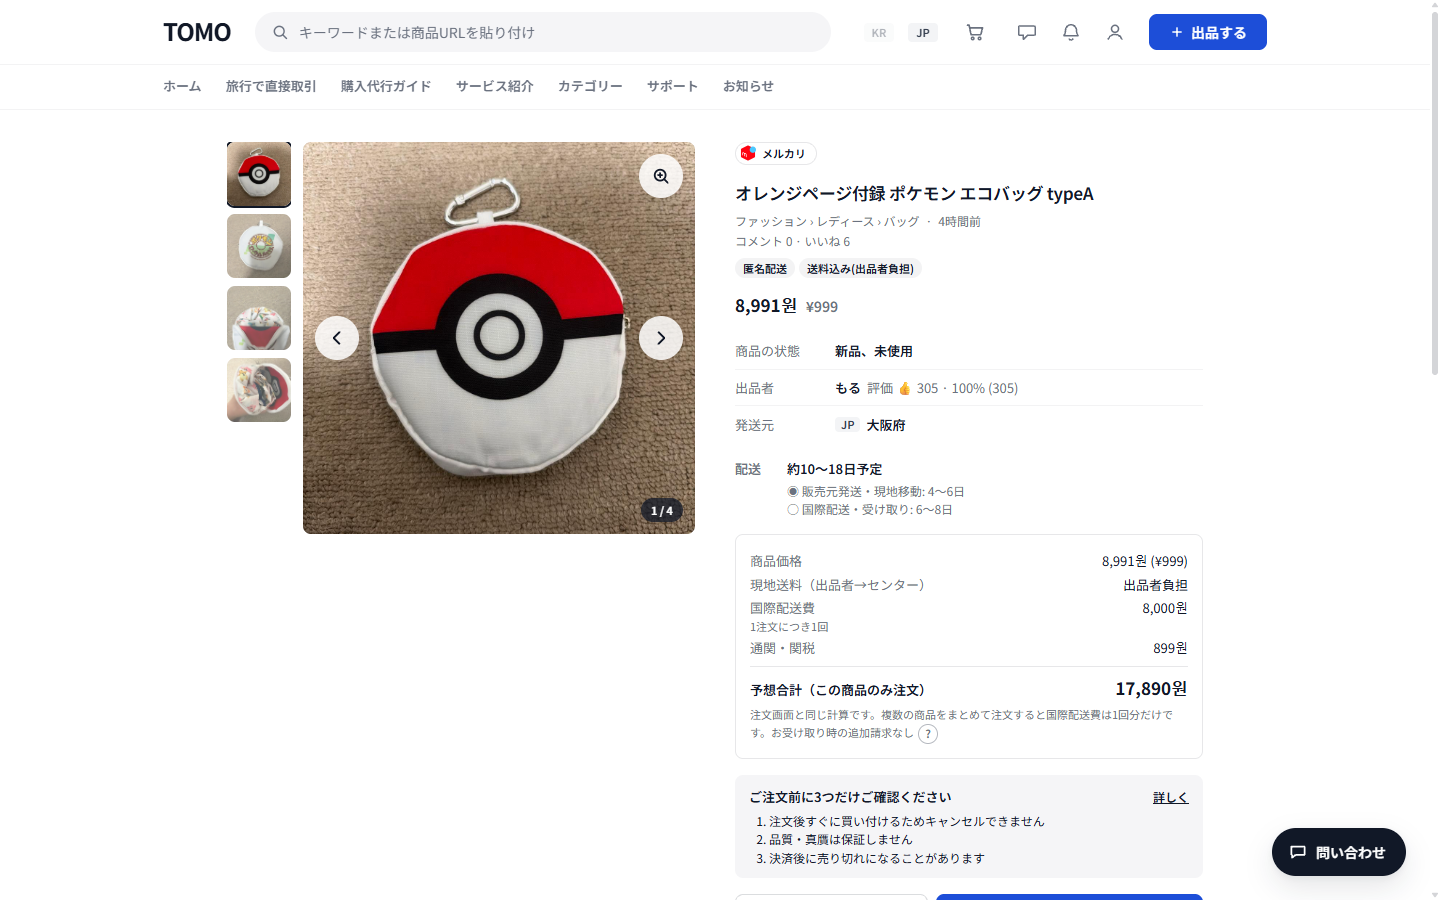 TOMO
キーワードまたは商品URLを貼り付け
KR
JP
出品する
ホーム
旅行で直接取引
購入代行ガイド
サービス紹介
カテゴリー
サポート
お知らせ
メルカリ
オレンジページ付録 ポケモン エコバッグ typeA
ファッション › レディース › バッグ · 4時間前
コメント 0 · いいね 6
匿名配送
送料込み(出品者負担)
8,991원 ¥999
商品の状態 新品、未使用
出品者 もる 評価 👍 305 · 100% (305)
発送元 JP 大阪府
配送 約10〜18日予定
◉ 販売元発送・現地移動: 4〜6日
○ 国際配送・受け取り: 6〜8日
1 / 4
商品価格 8,991원 (¥999)
現地送料（出品者→センター） 出品者負担
国際配送費 8,000원
1注文につき1回
通関・関税 899원
予想合計（この商品のみ注文） 17,890원
注文画面と同じ計算です。複数の商品をまとめて注文すると国際配送費は1回分だけで
す。お受け取り時の追加請求なし ?
ご注文前に3つだけご確認ください 詳しく
1. 注文後すぐに買い付けるためキャンセルできません
2. 品質・真贋は保証しません
3. 決済後に売り切れになることがあります
問い合わせ